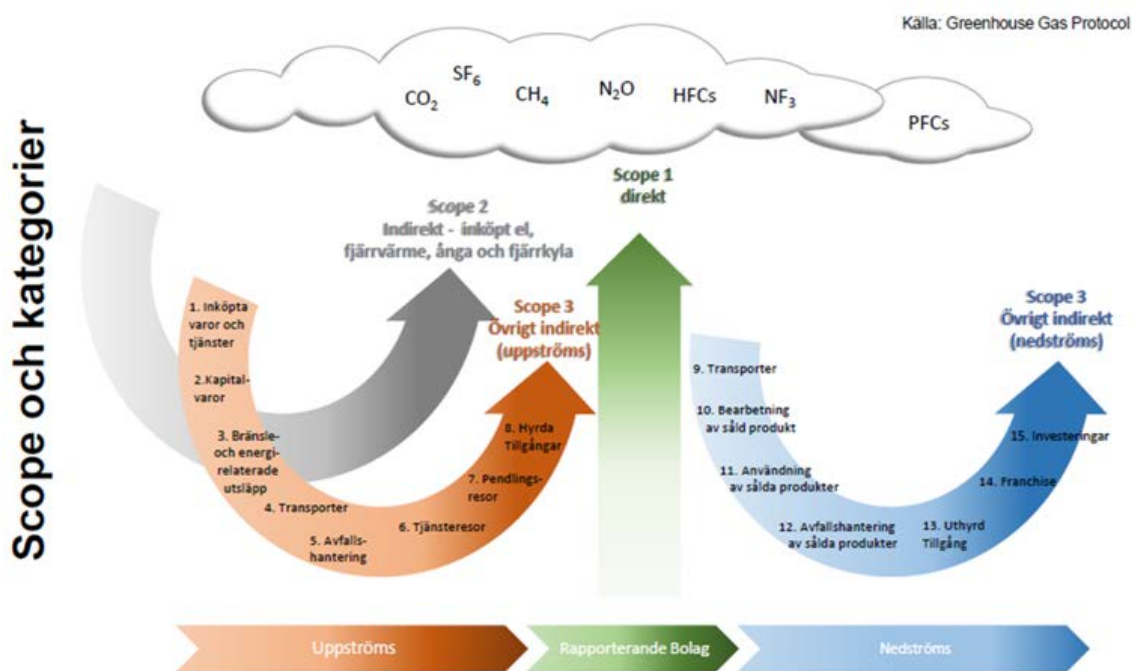 Källa: Greenhouse Gas Protocol
Scope och kategorier
CO₂
SF₆
CH₄
N₂O
HFCs
NF₃
PFCs
Scope 2
Indirekt - inköpt el,
fjärrvärme, ånga och fjärrkyla
Scope 1
direkt
Scope 3
Övrigt indirekt
(uppströms)
Scope 3
Övrigt indirekt
(nedströms)
1. Inköpta
varor och
tjänster
2. Kapital-
varor
3. Bränsle-
och energi-
relaterade
utsläpp
4. Transporter
5. Avfalls-
hantering
6. Tjänsteresor
7. Pendlings-
resor
8. Hyrda
Tillgångar
9. Transporter
10. Bearbetning
av såld produkt
11. Användning
av sålda produkter
12. Avfallshantering
av sålda produkter
13. Uthyrd
Tillgång
14. Franchise
15. Investeringar
Uppströms
Rapporterande Bolag
Nedströms